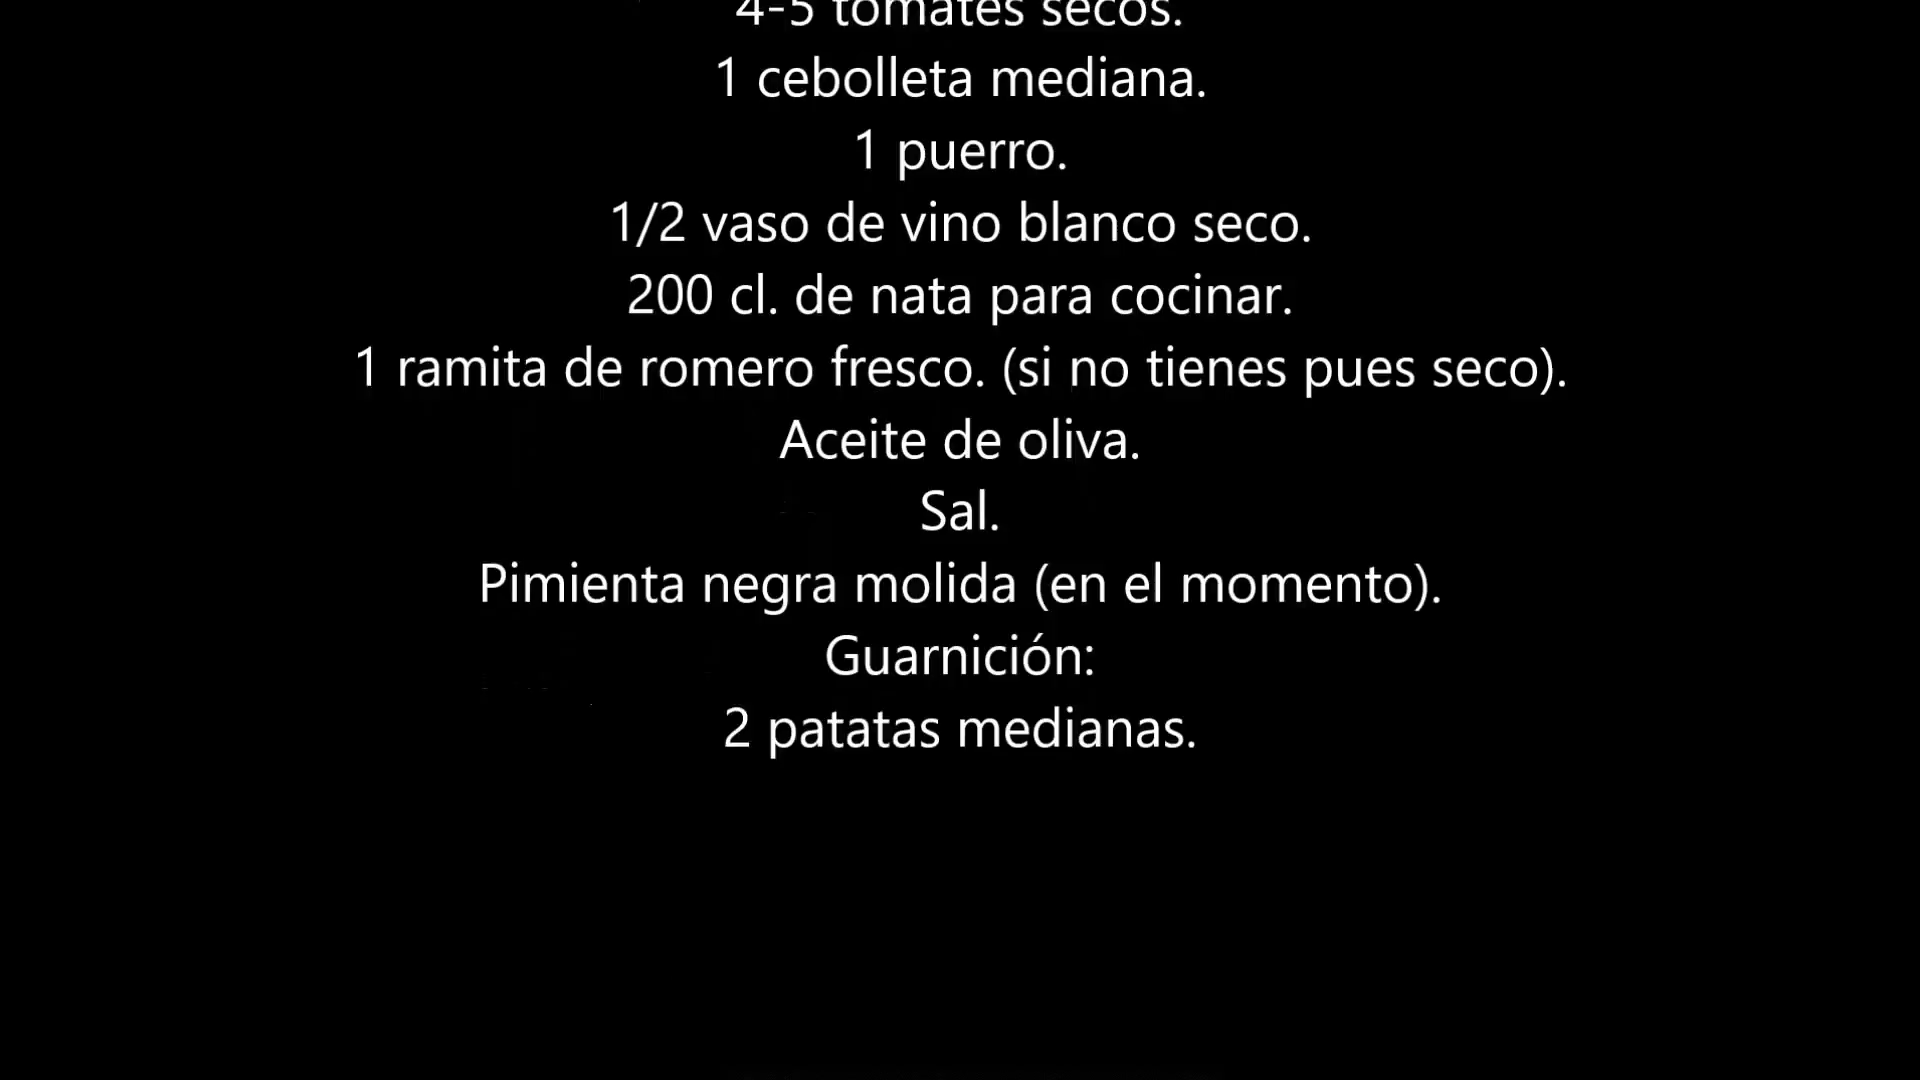 4-5 tomates secos.
1 cebolleta mediana.
1 puerro.
1/2 vaso de vino blanco seco.
200 cl. de nata para cocinar.
1 ramita de romero fresco. (si no tienes pues seco).
Aceite de oliva.
Sal.
Pimienta negra molida (en el momento).
Guarnición:
2 patatas medianas.